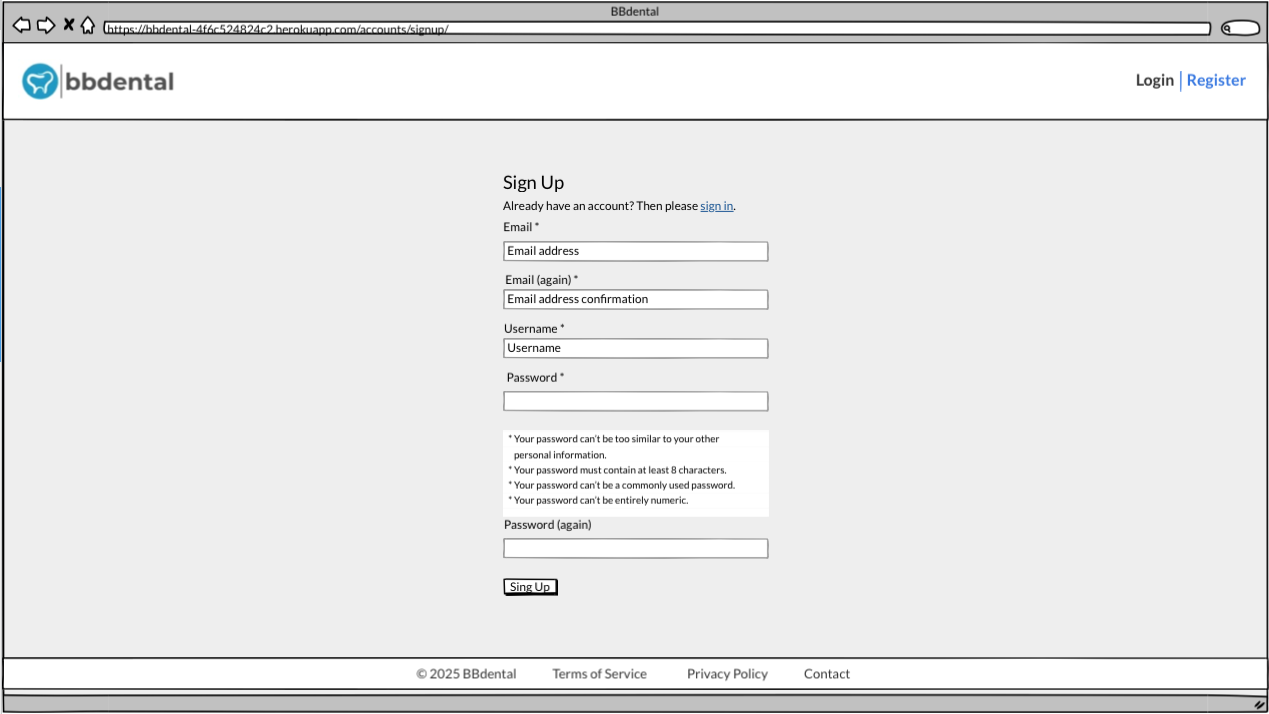 BBdental
https://bbdental-4f6c524824c2.herokuapp.com/accounts/signup/
bbdental
Login
Register
Sign Up
Already have an account? Then please sign in.
Email *
Email address
Email (again) *
Email address confirmation
Username *
Username
Password *
* Your password can't be too similar to your other
personal information.
* Your password must contain at least 8 characters.
* Your password can't be a commonly used password.
* Your password can't be entirely numeric.
Password (again)
Sing Up
© 2025 BBdental Terms of Service Privacy Policy Contact